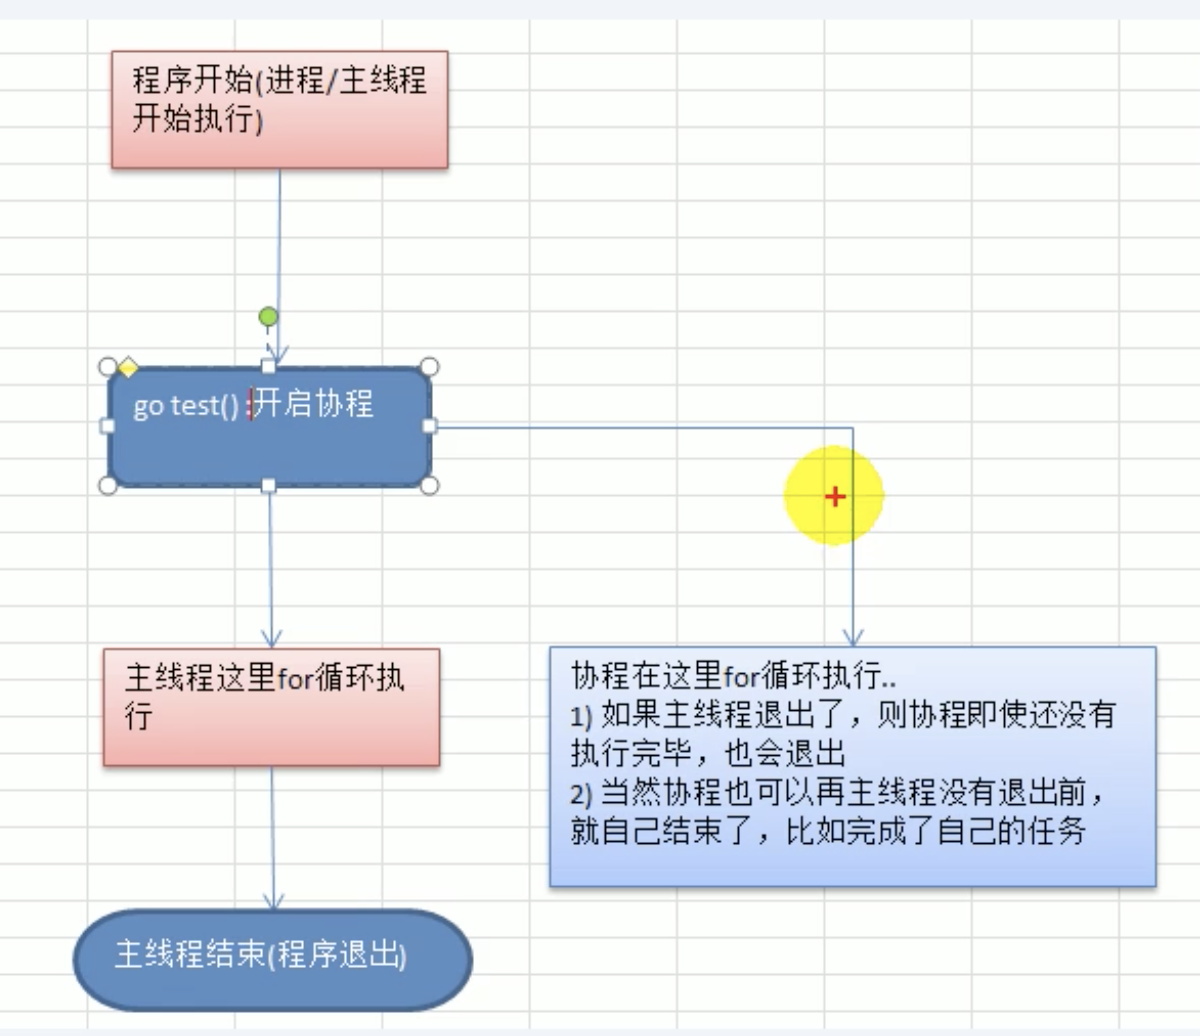 程序开始(进程/主线程
开始执行)
go test() :开启协程
主线程这里for循环执
行
协程在这里for循环执行..
1) 如果主线程退出了，则协程即使还没有
执行完毕，也会退出
2) 当然协程也可以再主线程没有退出前，
就自己结束了，比如完成了自己的任务
主线程结束(程序退出)